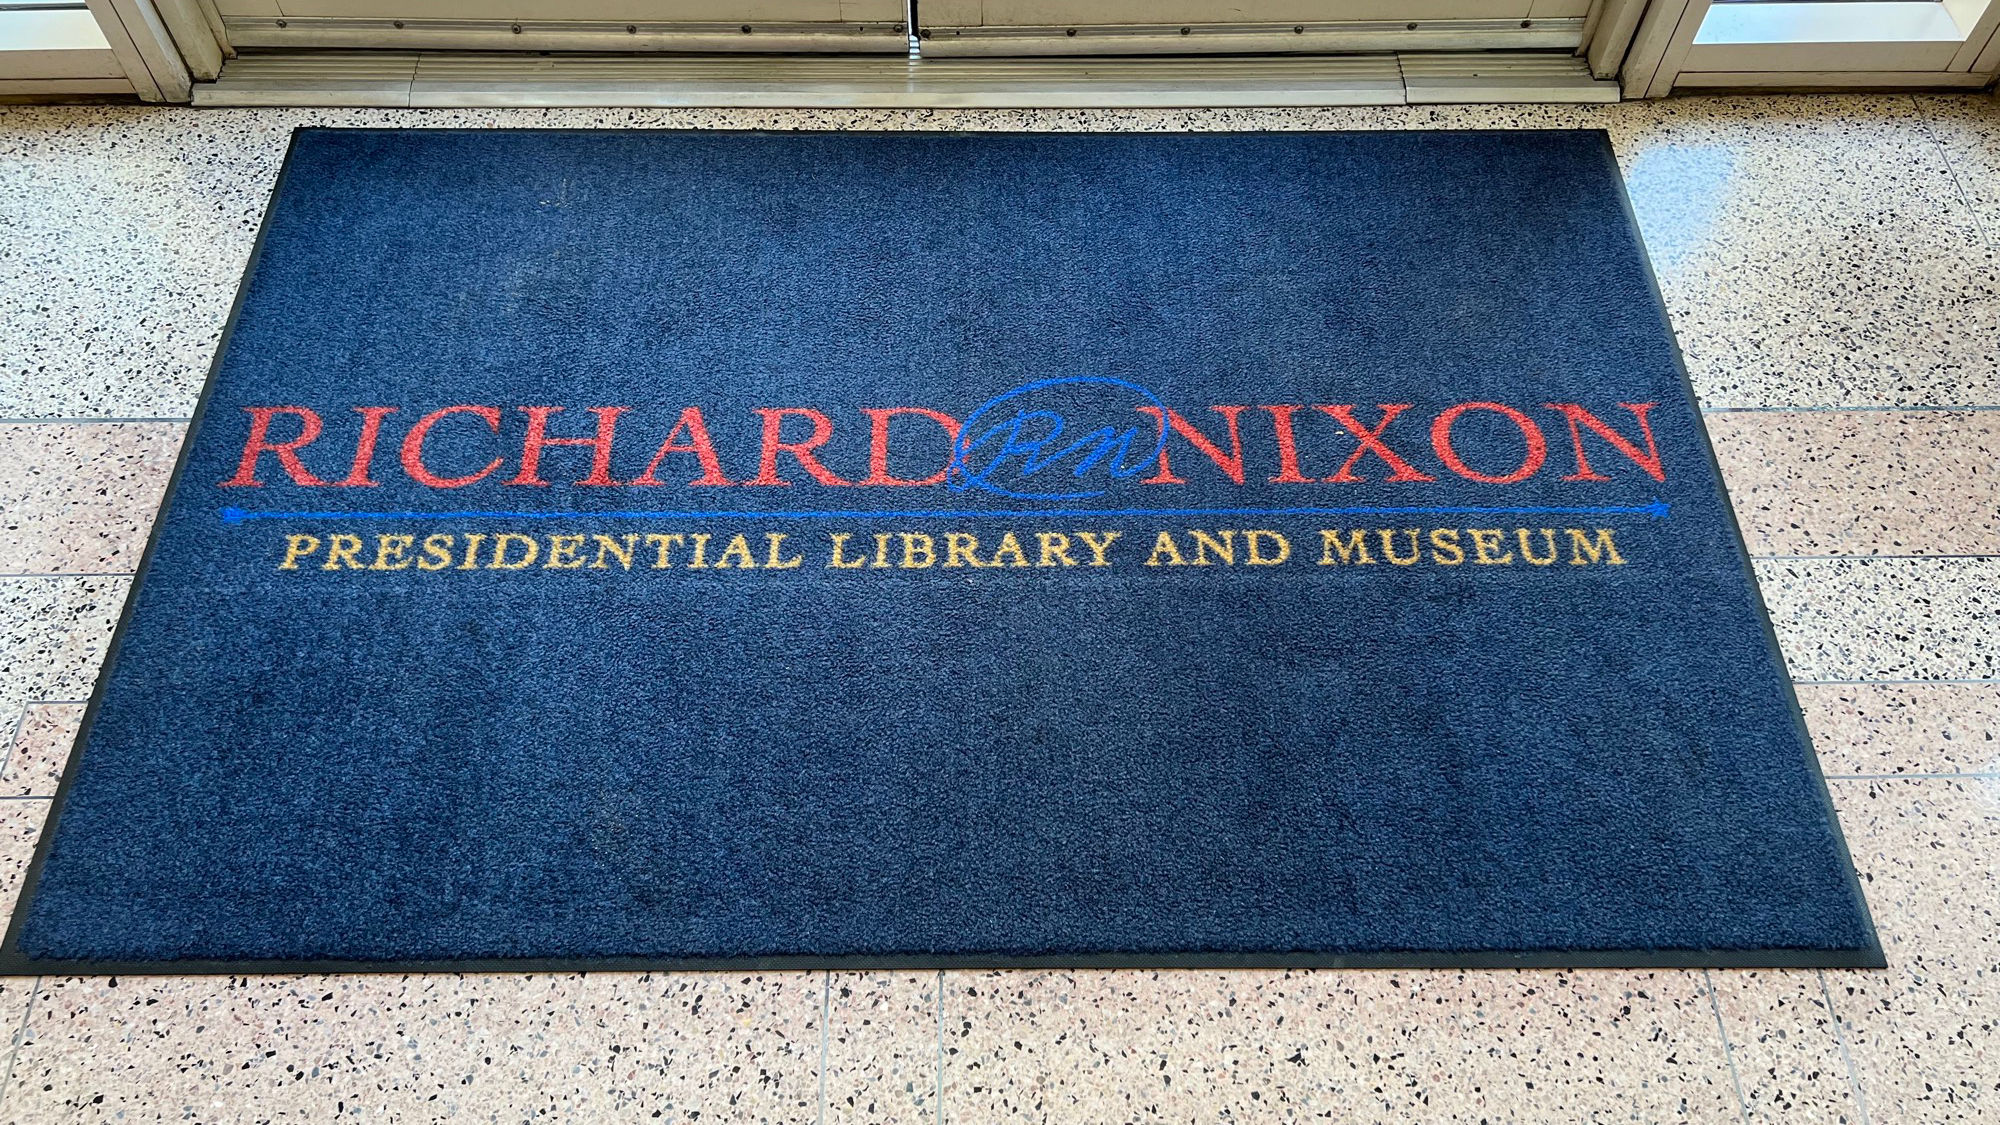 RICHARD RN NIXON
PRESIDENTIAL LIBRARY AND MUSEUM